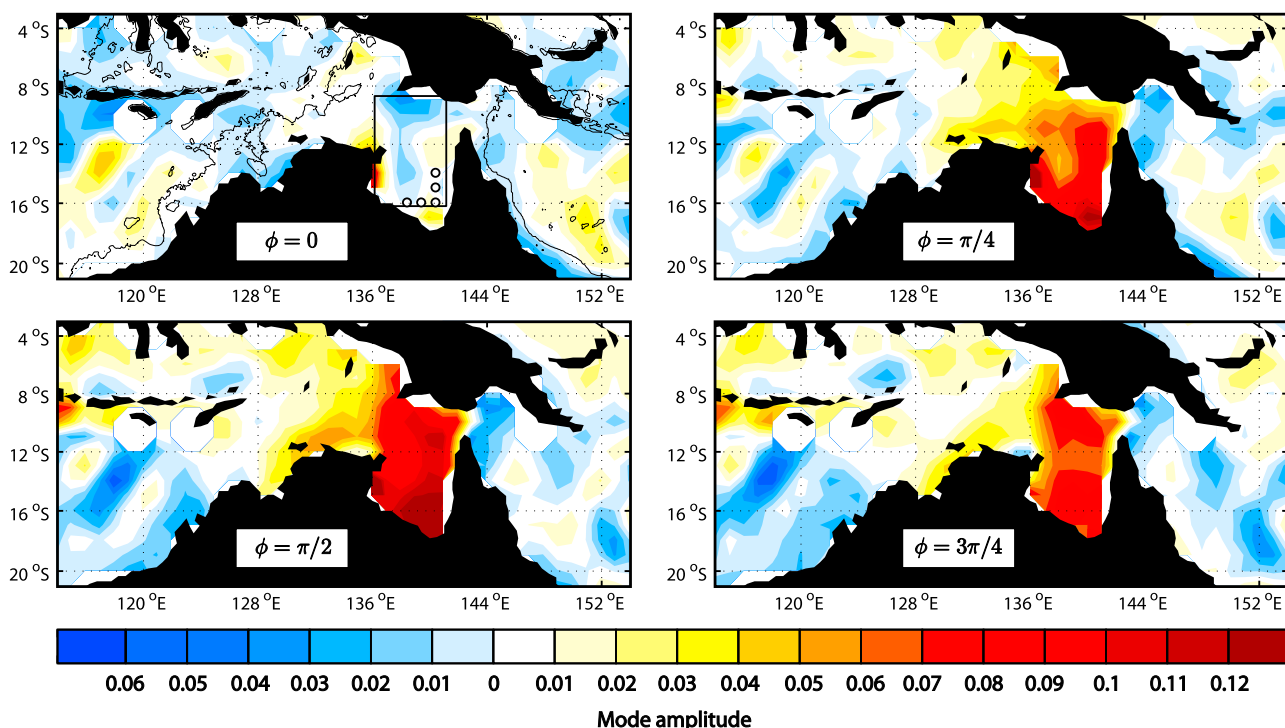 4 °S
8 °S
12 °S
16 °S
20 °S
ϕ = 0
120 °E 128 °E 136 °E 144 °E 152 °E
4 °S
8 °S
12 °S
16 °S
20 °S
ϕ = π/4
120 °E 128 °E 136 °E 144 °E 152 °E
4 °S
8 °S
12 °S
16 °S
20 °S
ϕ = π/2
120 °E 128 °E 136 °E 144 °E 152 °E
4 °S
8 °S
12 °S
16 °S
20 °S
ϕ = 3π/4
120 °E 128 °E 136 °E 144 °E 152 °E
0.06 0.05 0.04 0.03 0.02 0.01 0 0.01 0.02 0.03 0.04 0.05 0.06 0.07 0.08 0.09 0.1 0.11 0.12
Mode amplitude